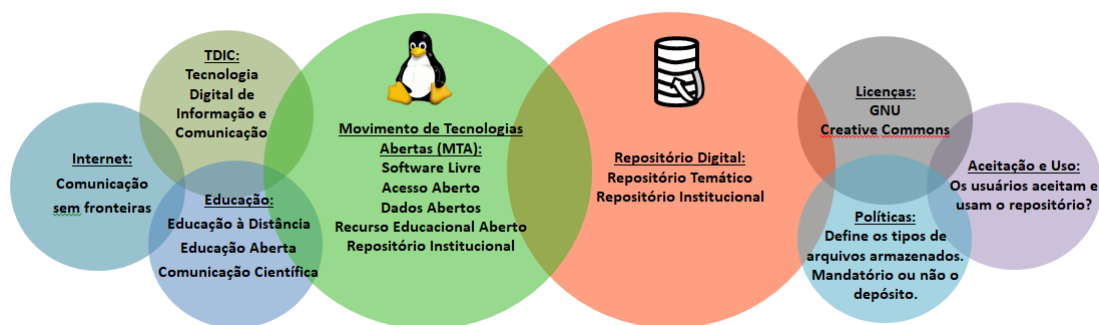 Internet:
Comunicação
sem fronteiras
TDIC:
Tecnologia
Digital de
Informação e
Comunicação
Educação:
Educação à Distância
Educação Aberta
Comunicação Científica
Movimento de Tecnologias
Abertas (MTA):
Software Livre
Acesso Aberto
Dados Abertos
Recurso Educacional Aberto
Repositório Institucional
Repositório Digital:
Repositório Temático
Repositório Institucional
Licenças:
GNU
Creative Commons
Políticas:
Define os tipos de
arquivos armazenados.
Mandatório ou não o
depósito.
Aceitação e Uso:
Os usuários aceitam e
usam o repositório?